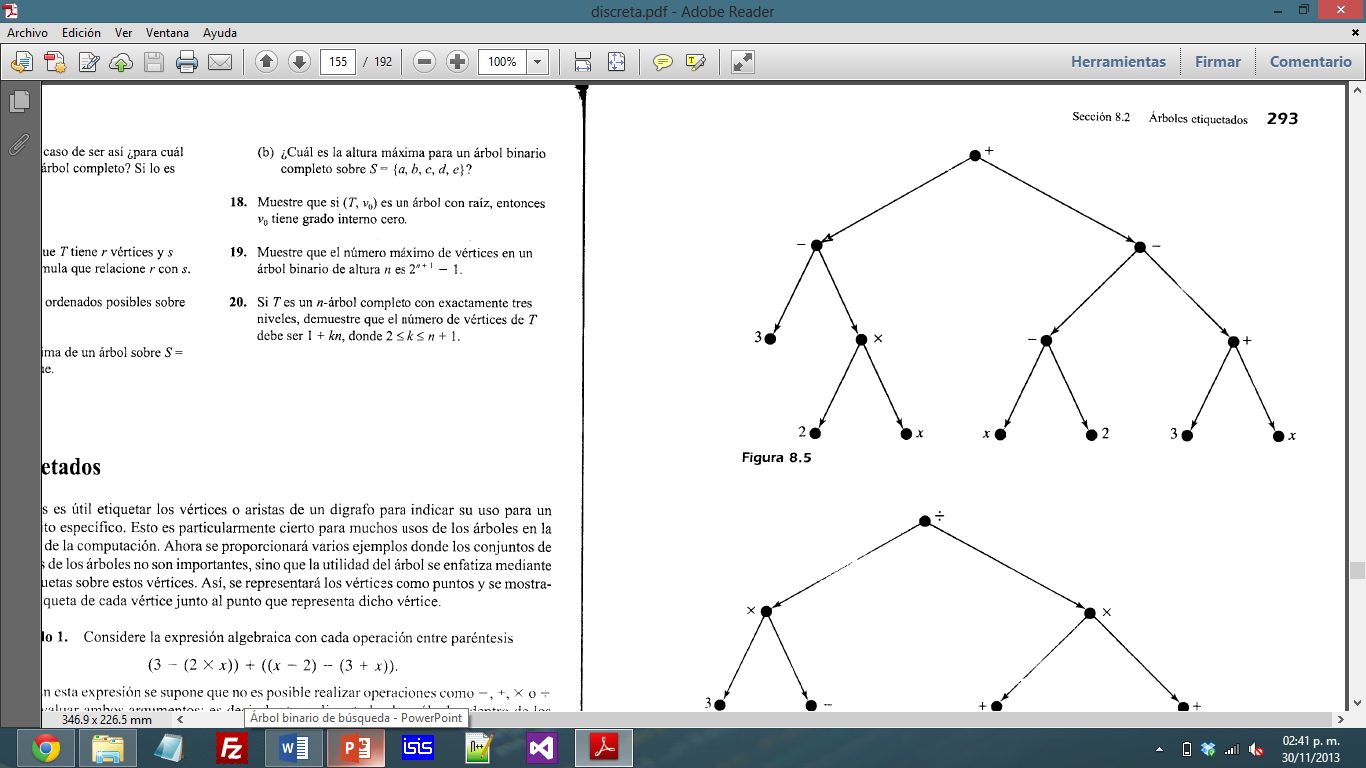 discreta.pdf - Adobe Reader
Archivo Edición Ver Ventana Ayuda
155 / 192 100% Herramientas Firmar Comentario
caso de ser así ¿para cuál
árbol completo? Si lo es
ue T tiene r vértices y s
mula que relacione r con s.
ordenados posibles sobre
ima de un árbol sobre S =
ue.
(b) ¿Cuál es la altura máxima para un árbol binario
completo sobre S = {a, b, c, d, e}?
18. Muestre que si (T, v₀) es un árbol con raíz, entonces
v₀ tiene grado interno cero.
19. Muestre que el número máximo de vértices en un
árbol binario de altura n es 2ⁿ⁺¹ − 1.
20. Si T es un n-árbol completo con exactamente tres
niveles, demuestre que el número de vértices de T
debe ser 1 + kn, donde 2 ≤ k ≤ n + 1.
etados
s es útil etiquetar los vértices o aristas de un digrafo para indicar su uso para un
ito específico. Esto es particularmente cierto para muchos usos de los árboles en la
de la computación. Ahora se proporcionará varios ejemplos donde los conjuntos de
s de los árboles no son importantes, sino que la utilidad del árbol se enfatiza mediante
quetas sobre estos vértices. Así, se representará los vértices como puntos y se mostra-
queta de cada vértice junto al punto que representa dicho vértice.
lo 1. Considere la expresión algebraica con cada operación entre paréntesis
(3 − (2 × x)) + ((x − 2) − (3 + x)).
n esta expresión se supone que no es posible realizar operaciones como −, +, × o ÷
Sección 8.2 Árboles etiquetados 293
+
− −
3 × − +
2 x x 2 3 x
Figura 8.5
÷
× ×
3 − + +
346.9 x 226.5 mm
Árbol binario de búsqueda - PowerPoint
isis
02:41 p. m.
30/11/2013